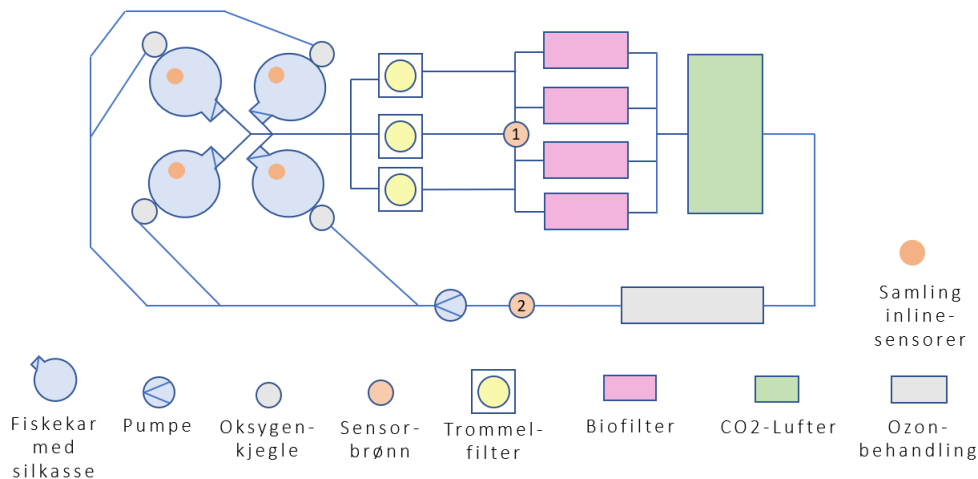 1
2
Samling
inline-
sensorer
Fiskekar
med
silkasse
Pumpe
Oksygen-
kjegle
Sensor-
brønn
Trommel-
filter
Biofilter
CO2-Lufter
Ozon-
behandling